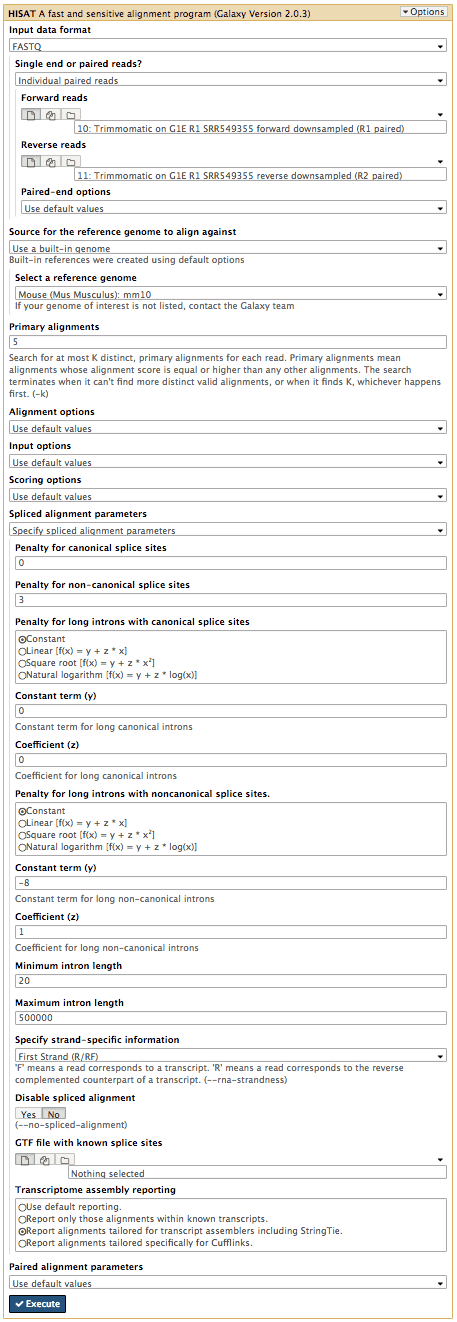 HISAT A fast and sensitive alignment program (Galaxy Version 2.0.3)
Options
Input data format
FASTQ
Single end or paired reads?
Individual paired reads
Forward reads
10: Trimmomatic on G1E R1 SRR549355 forward downsampled (R1 paired)
Reverse reads
11: Trimmomatic on G1E R1 SRR549355 reverse downsampled (R2 paired)
Paired-end options
Use default values
Source for the reference genome to align against
Use a built-in genome
Built-in references were created using default options
Select a reference genome
Mouse (Mus Musculus): mm10
If your genome of interest is not listed, contact the Galaxy team
Primary alignments
5
Search for at most K distinct, primary alignments for each read. Primary alignments mean
alignments whose alignment score is equal or higher than any other alignments. The search
terminates when it can't find more distinct valid alignments, or when it finds K, whichever happens
first. (-k)
Alignment options
Use default values
Input options
Use default values
Scoring options
Use default values
Spliced alignment parameters
Specify spliced alignment parameters
Penalty for canonical splice sites
0
Penalty for non-canonical splice sites
3
Penalty for long introns with canonical splice sites
Constant
Linear [f(x) = y + z * x]
Square root [f(x) = y + z * x²]
Natural logarithm [f(x) = y + z * log(x)]
Constant term (y)
0
Constant term for long canonical introns
Coefficient (z)
0
Coefficient for long canonical introns
Penalty for long introns with noncanonical splice sites.
Constant
Linear [f(x) = y + z * x]
Square root [f(x) = y + z * x²]
Natural logarithm [f(x) = y + z * log(x)]
Constant term (y)
-8
Constant term for long non-canonical introns
Coefficient (z)
1
Coefficient for long non-canonical introns
Minimum intron length
20
Maximum intron length
500000
Specify strand-specific information
First Strand (R/RF)
'F' means a read corresponds to a transcript. 'R' means a read corresponds to the reverse
complemented counterpart of a transcript. (--rna-strandness)
Disable spliced alignment
Yes No
(--no-spliced-alignment)
GTF file with known splice sites
Nothing selected
Transcriptome assembly reporting
Use default reporting.
Report only those alignments within known transcripts.
Report alignments tailored for transcript assemblers including StringTie.
Report alignments tailored specifically for Cufflinks.
Paired alignment parameters
Use default values
Execute